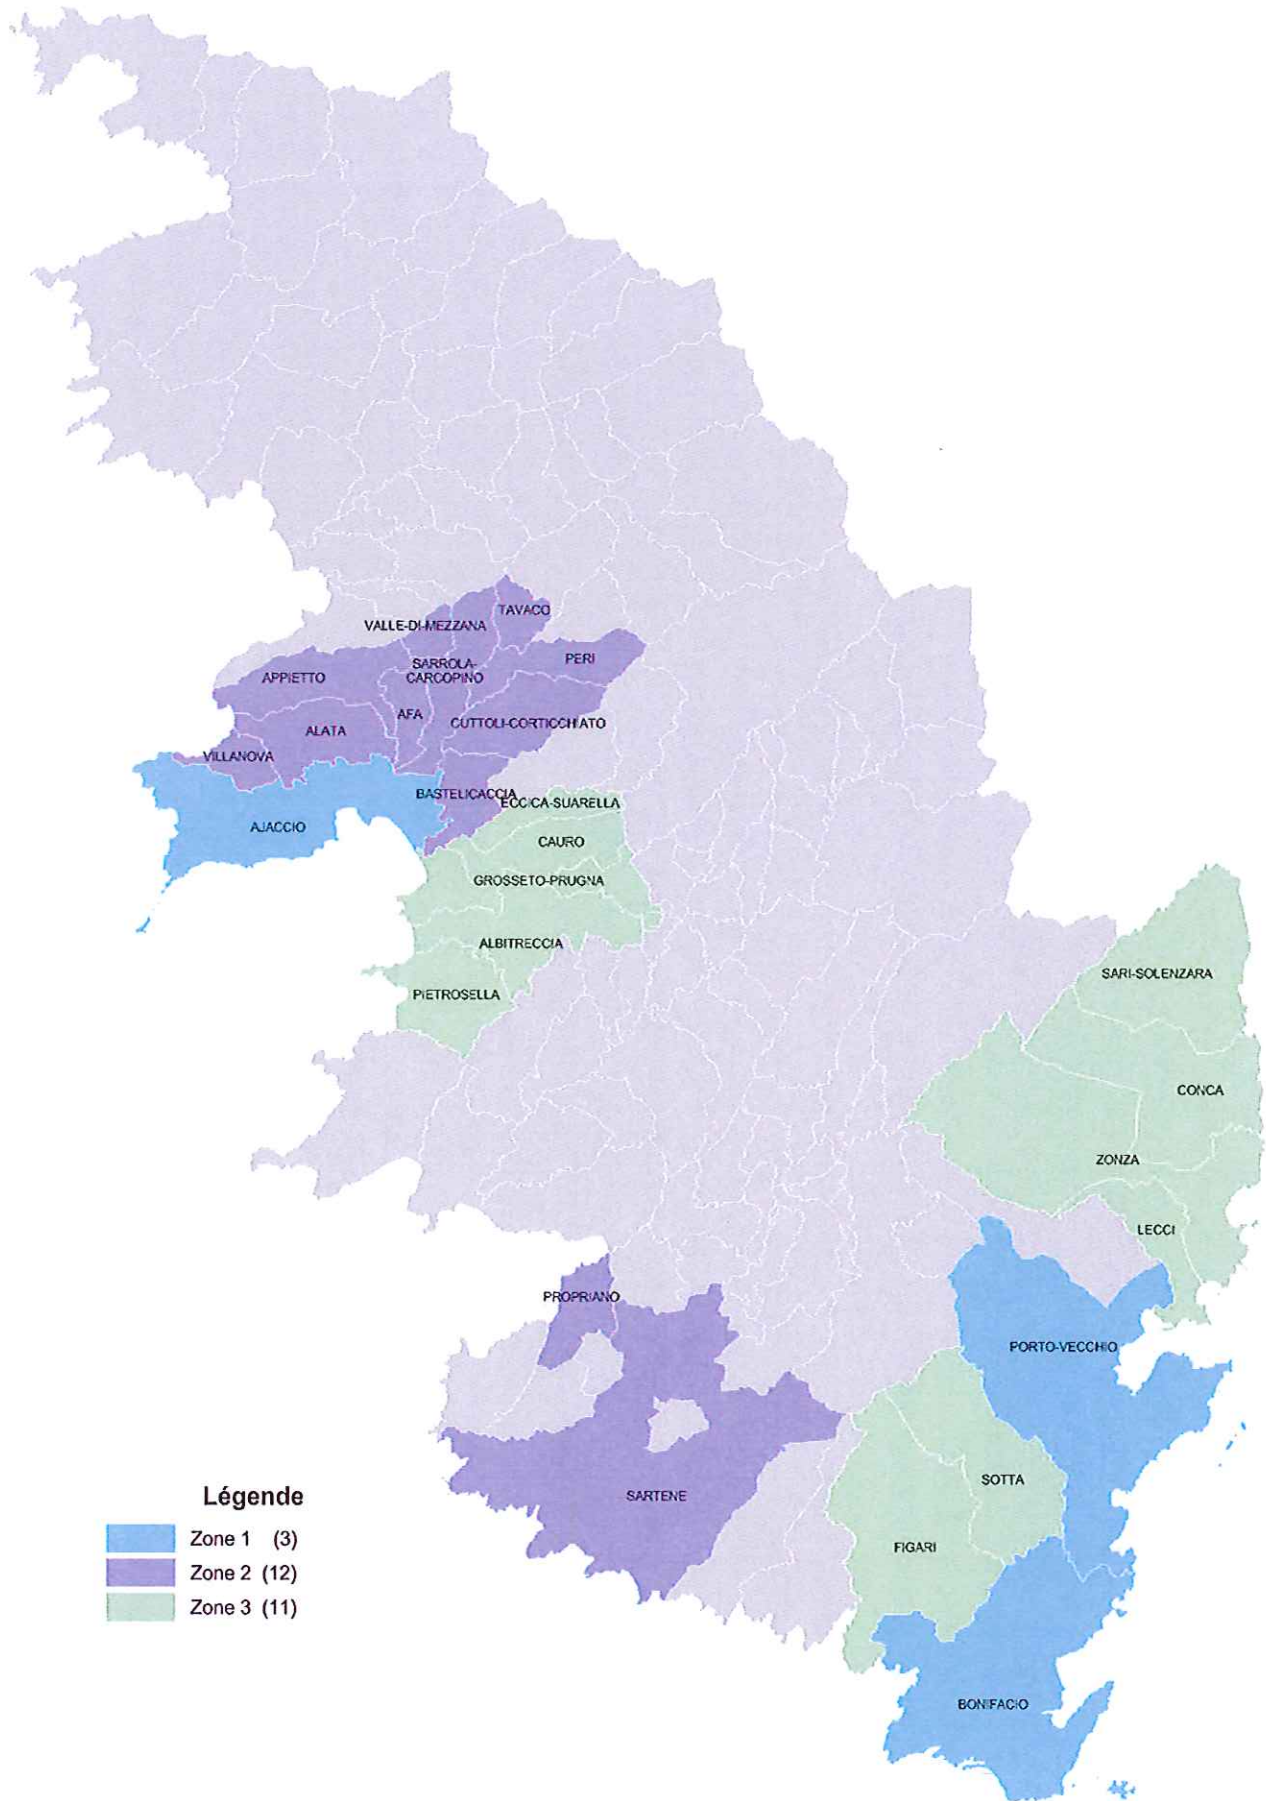 TAVACO
VALLE-DI-MEZZANA
PERI
SARROLA-
CARCOPINO
APPIETTO
AFA
CUTTOLI-CORTICCHIATO
ALATA
VILLANOVA
BASTELICACCIA
ECCICA-SUARELLA
AJACCIO
CAURO
GROSSETO-PRUGNA
ALBITRECCIA
PIETROSELLA
SARI-SOLENZARA
CONCA
ZONZA
LECCI
PROPRIANO
PORTO-VECCHIO
SOTTA
SARTENE
FIGARI
BONIFACIO
Légende
Zone 1 (3)
Zone 2 (12)
Zone 3 (11)